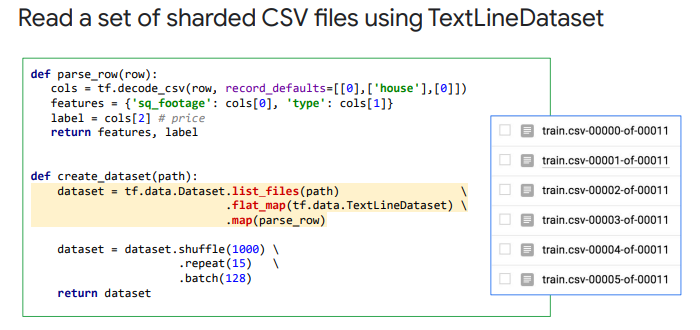 Read a set of sharded CSV files using TextLineDataset
def parse_row(row):
cols = tf.decode_csv(row, record_defaults=[[0],['house'],[0]])
features = {'sq_footage': cols[0], 'type': cols[1]}
label = cols[2] # price
return features, label
def create_dataset(path):
dataset = tf.data.Dataset.list_files(path) \
.flat_map(tf.data.TextLineDataset) \
.map(parse_row)
dataset = dataset.shuffle(1000) \
.repeat(15) \
.batch(128)
return dataset
train.csv-00000-of-00011
train.csv-00001-of-00011
train.csv-00002-of-00011
train.csv-00003-of-00011
train.csv-00004-of-00011
train.csv-00005-of-00011